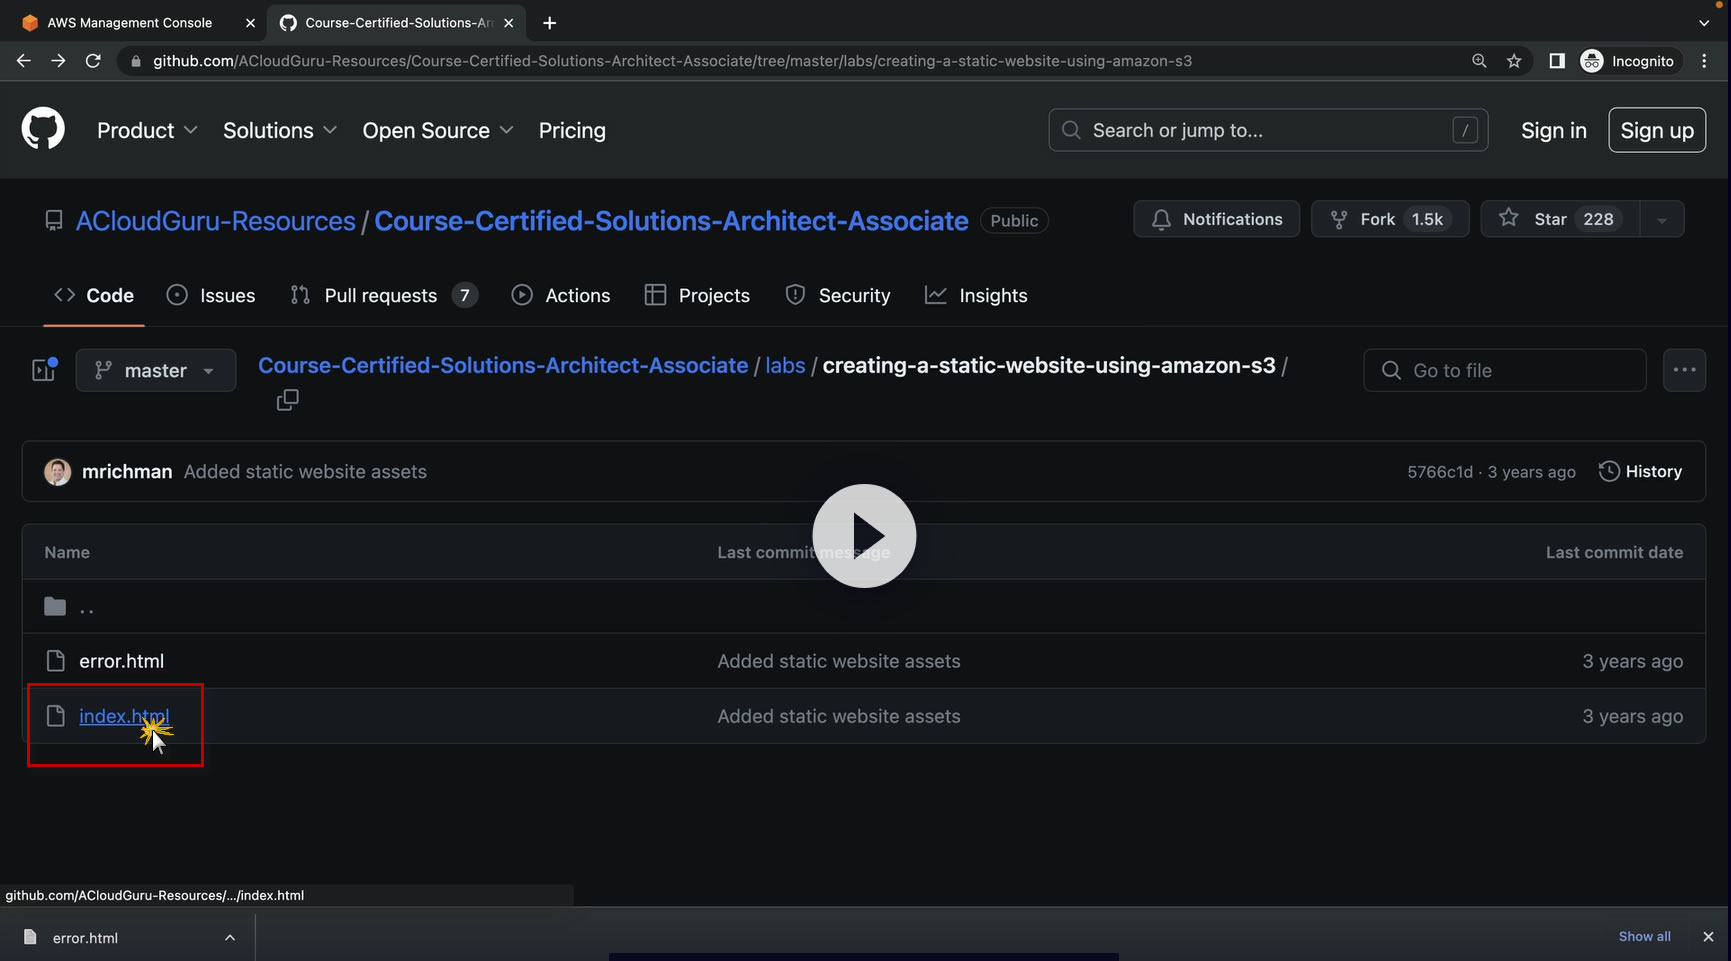 AWS Management Console
Course-Certified-Solutions-Ar
github.com/ACloudGuru-Resources/Course-Certified-Solutions-Architect-Associate/tree/master/labs/creating-a-static-website-using-amazon-s3
Incognito
Product Solutions Open Source Pricing Search or jump to... / Sign in Sign up
ACloudGuru-Resources / Course-Certified-Solutions-Architect-Associate Public Notifications Fork 1.5k Star 228
Code Issues Pull requests 7 Actions Projects Security Insights
master Course-Certified-Solutions-Architect-Associate / labs / creating-a-static-website-using-amazon-s3 / Go to file
mrichman Added static website assets 5766c1d · 3 years ago History
Name Last commit message Last commit date
..
error.html Added static website assets 3 years ago
index.html Added static website assets 3 years ago
github.com/ACloudGuru-Resources/.../index.html
error.html Show all